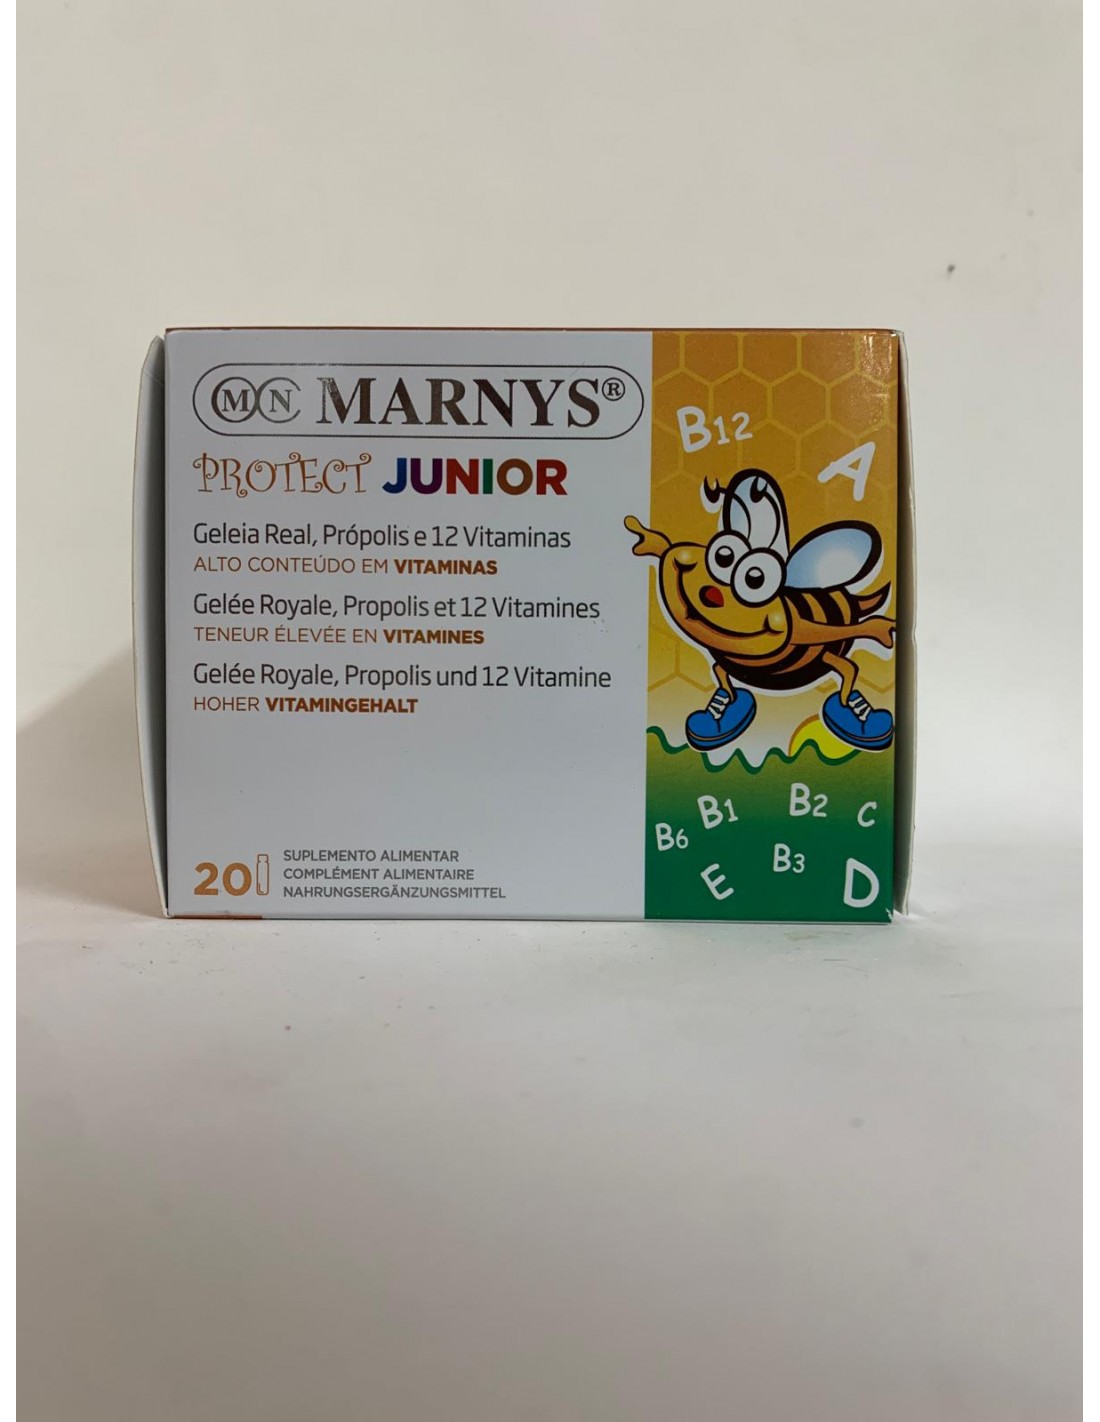 MN MARNYS®
PROTECT JUNIOR
Geleia Real, Própolis e 12 Vitaminas
ALTO CONTEÚDO EM VITAMINAS
Gelée Royale, Propolis et 12 Vitamines
TENEUR ÉLEVÉE EN VITAMINES
Gelée Royale, Propolis und 12 Vitamine
HOHER VITAMINGEHALT
20
SUPLEMENTO ALIMENTAR
COMPLÉMENT ALIMENTAIRE
NAHRUNGSERGÄNZUNGSMITTEL
B12
A
B1
B2
C
B6
B3
E
D